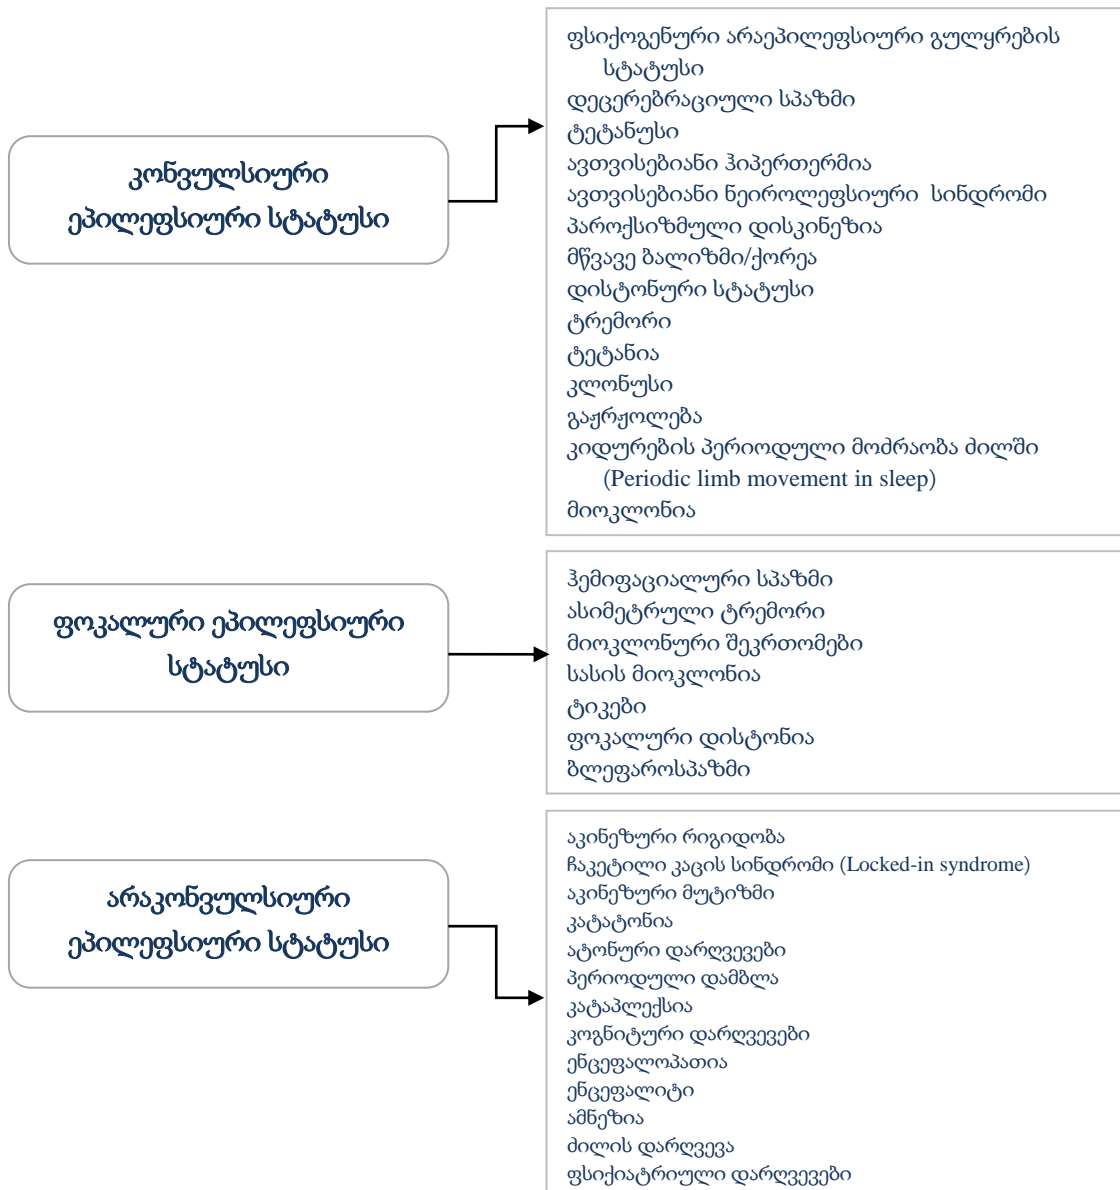 კონვულსიური
ეპილეფსიური სტატუსი
ფსიქოგენური არაეპილეფსიური გულყრების
სტატუსი
დეცერებრაციული სპაზმი
ტეტანუსი
ავთვისებიანი ჰიპერთერმია
ავთვისებიანი ნეიროლეფსიური სინდრომი
პაროქსიზმული დისკინეზია
მწვავე ბალიზმი/ქორეა
დისტონური სტატუსი
ტრემორი
ტეტანია
კლონუსი
გაჟრჟოლება
კიდურების პერიოდული მოძრაობა ძილში
(Periodic limb movement in sleep)
მიოკლონია
ფოკალური ეპილეფსიური
სტატუსი
ჰემიფაციალური სპაზმი
ასიმეტრული ტრემორი
მიოკლონური შეკრთომები
სასის მიოკლონია
ტიკები
ფოკალური დისტონია
ბლეფაროსპაზმი
არაკონვულსიური
ეპილეფსიური სტატუსი
აკინეზური რიგიდობა
ჩაკეტილი კაცის სინდრომი (Locked-in syndrome)
აკინეზური მუტიზმი
კატატონია
ატონური დარღვევები
პერიოდული დამბლა
კატაპლექსია
კოგნიტური დარღვევები
ენცეფალოპათია
ენცეფალიტი
ამნეზია
ძილის დარღვევა
ფსიქიატრიული დარღვევები